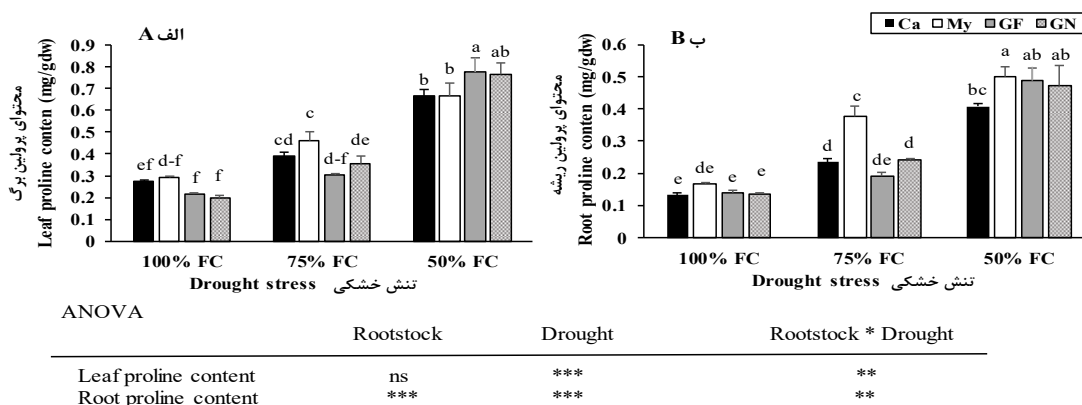 A الف
محتوای پرولین برگ
Leaf proline conten (mg/gdw)
0.9
0.8
0.7
0.6
0.5
0.4
0.3
0.2
0.1
0
ef d-f f f
cd c d-f de
b b a ab
100% FC 75% FC 50% FC
Drought stress تنش خشکی
B ب
Ca My GF GN
محتوای پرولین ریشه
Root proline conten (mg/gdw)
0.6
0.5
0.4
0.3
0.2
0.1
0
e de e e
d c de d
bc a ab ab
100% FC 75% FC 50% FC
Drought stress تنش خشکی
ANOVA
Rootstock Drought Rootstock * Drought
Leaf proline content ns *** **
Root proline content *** *** **